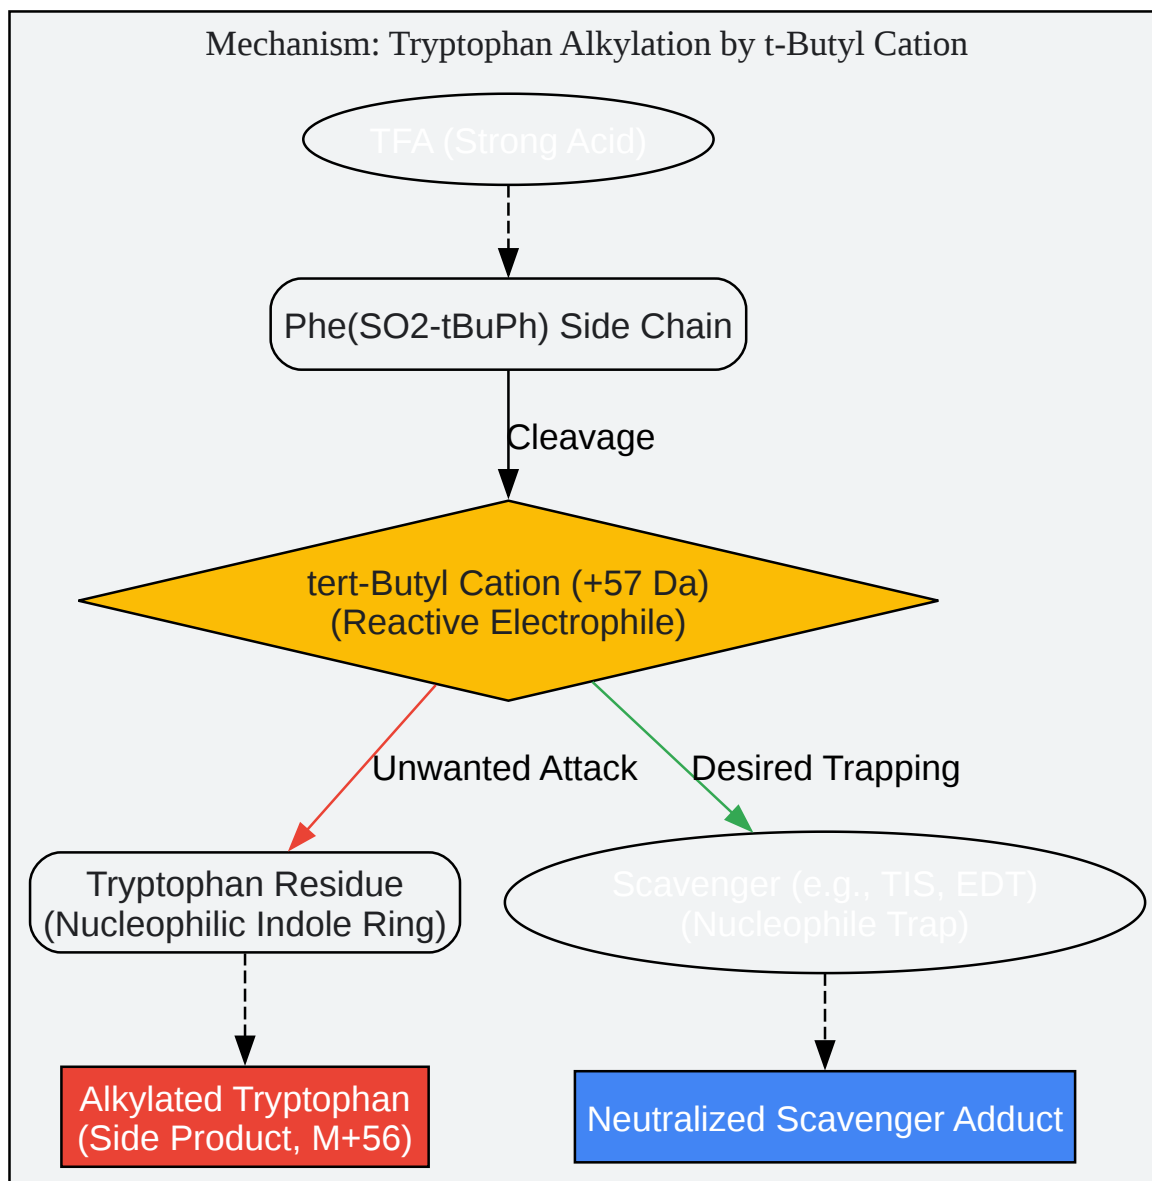 Mechanism: Tryptophan Alkylation by t-Butyl Cation
TFA (Strong Acid)
Phe(SO2-tBuPh) Side Chain
Cleavage
tert-Butyl Cation (+57 Da)
(Reactive Electrophile)
Unwanted Attack
Desired Trapping
Tryptophan Residue
(Nucleophilic Indole Ring)
Scavenger (e.g., TIS, EDT)
(Nucleophile Trap)
Alkylated Tryptophan
(Side Product, M+56)
Neutralized Scavenger Adduct